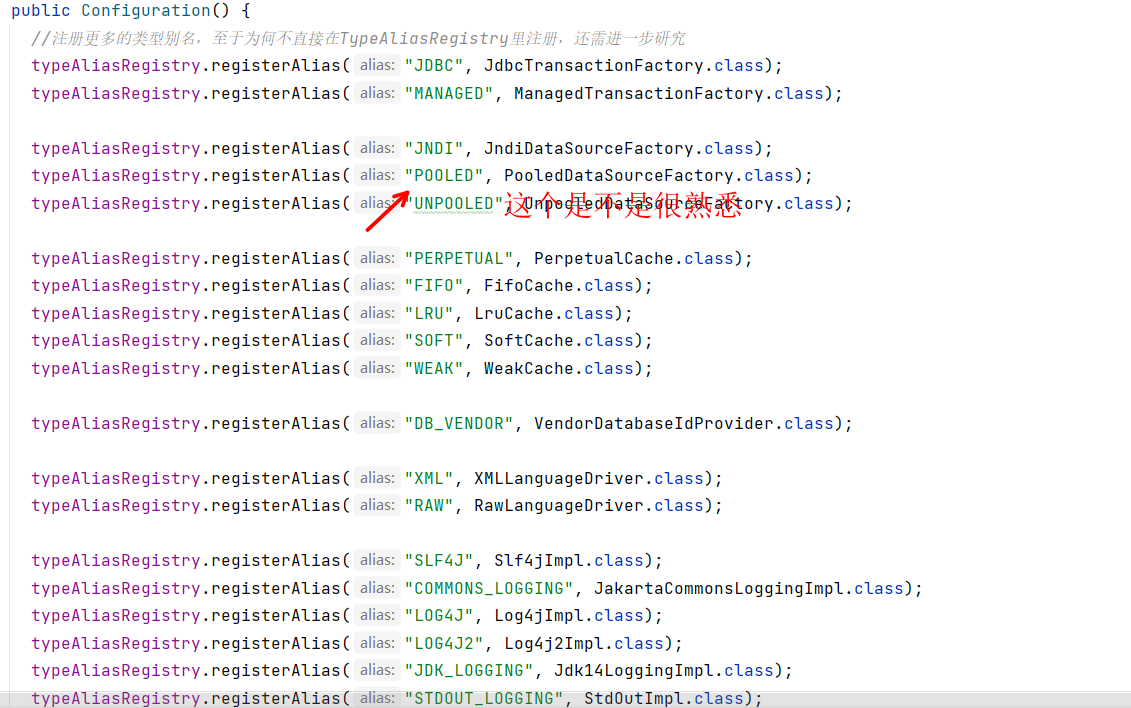 public Configuration() {
//注册更多的类型别名，至于为何不直接在TypeAliasRegistry里注册，还需进一步研究
typeAliasRegistry.registerAlias( alias: "JDBC", JdbcTransactionFactory.class);
typeAliasRegistry.registerAlias( alias: "MANAGED", ManagedTransactionFactory.class);
typeAliasRegistry.registerAlias( alias: "JNDI", JndiDataSourceFactory.class);
typeAliasRegistry.registerAlias( alias: "POOLED", PooledDataSourceFactory.class);
typeAliasRegistry.registerAlias( alias: "UNPOOLED", UnpooledDataSourceFactory.class);
这个是不是很熟悉
typeAliasRegistry.registerAlias( alias: "PERPETUAL", PerpetualCache.class);
typeAliasRegistry.registerAlias( alias: "FIFO", FifoCache.class);
typeAliasRegistry.registerAlias( alias: "LRU", LruCache.class);
typeAliasRegistry.registerAlias( alias: "SOFT", SoftCache.class);
typeAliasRegistry.registerAlias( alias: "WEAK", WeakCache.class);
typeAliasRegistry.registerAlias( alias: "DB_VENDOR", VendorDatabaseIdProvider.class);
typeAliasRegistry.registerAlias( alias: "XML", XMLLanguageDriver.class);
typeAliasRegistry.registerAlias( alias: "RAW", RawLanguageDriver.class);
typeAliasRegistry.registerAlias( alias: "SLF4J", Slf4jImpl.class);
typeAliasRegistry.registerAlias( alias: "COMMONS_LOGGING", JakartaCommonsLoggingImpl.class);
typeAliasRegistry.registerAlias( alias: "LOG4J", Log4jImpl.class);
typeAliasRegistry.registerAlias( alias: "LOG4J2", Log4j2Impl.class);
typeAliasRegistry.registerAlias( alias: "JDK_LOGGING", Jdk14LoggingImpl.class);
typeAliasRegistry.registerAlias( alias: "STDOUT_LOGGING", StdOutImpl.class);